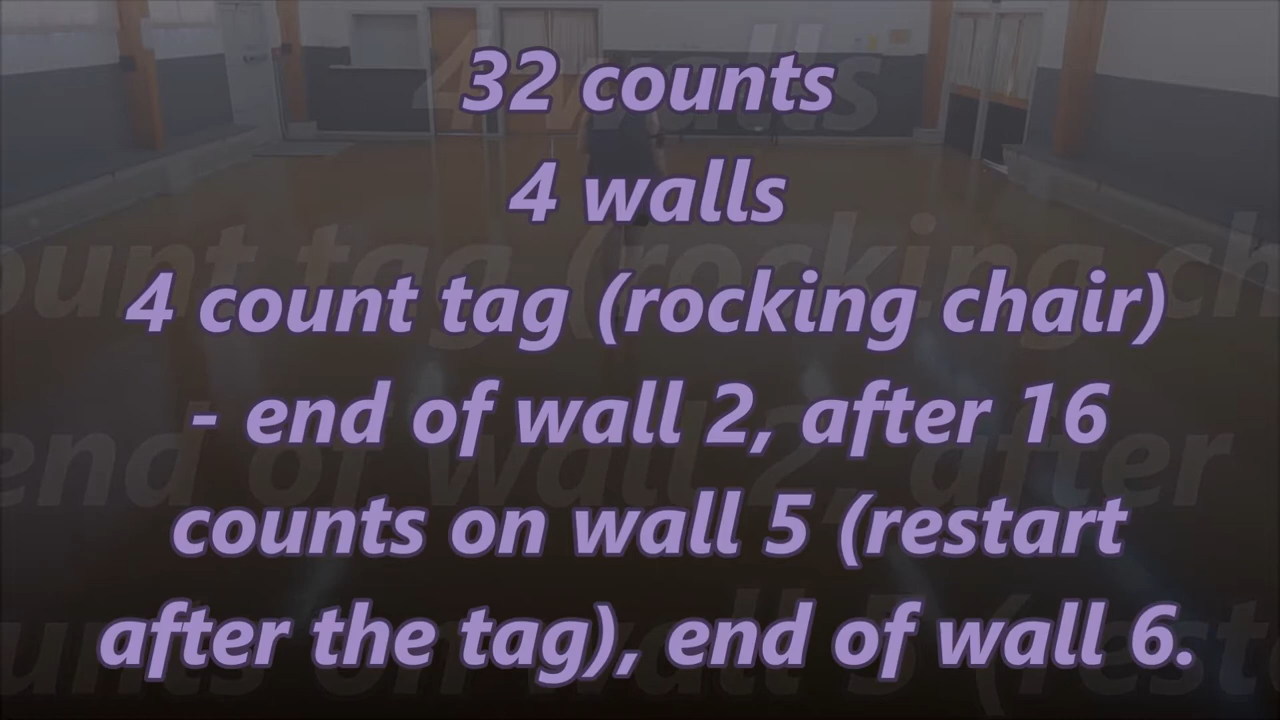 32 counts
4 walls
4 count tag (rocking chair)
- end of wall 2, after 16
counts on wall 5 (restart
after the tag), end of wall 6.